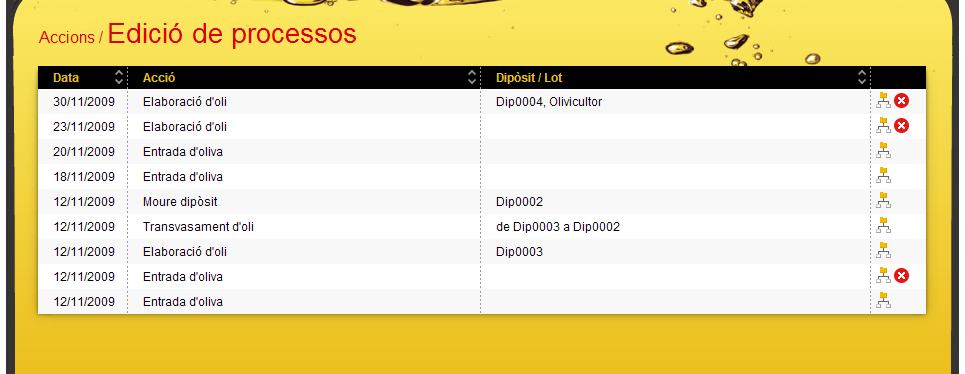 Accions / Edició de processos
Data Acció Dipòsit / Lot
30/11/2009 Elaboració d'oli Dip0004, Olivicultor
23/11/2009 Elaboració d'oli
20/11/2009 Entrada d'oliva
18/11/2009 Entrada d'oliva
12/11/2009 Moure dipòsit Dip0002
12/11/2009 Transvasament d'oli de Dip0003 a Dip0002
12/11/2009 Elaboració d'oli Dip0003
12/11/2009 Entrada d'oliva
12/11/2009 Entrada d'oliva